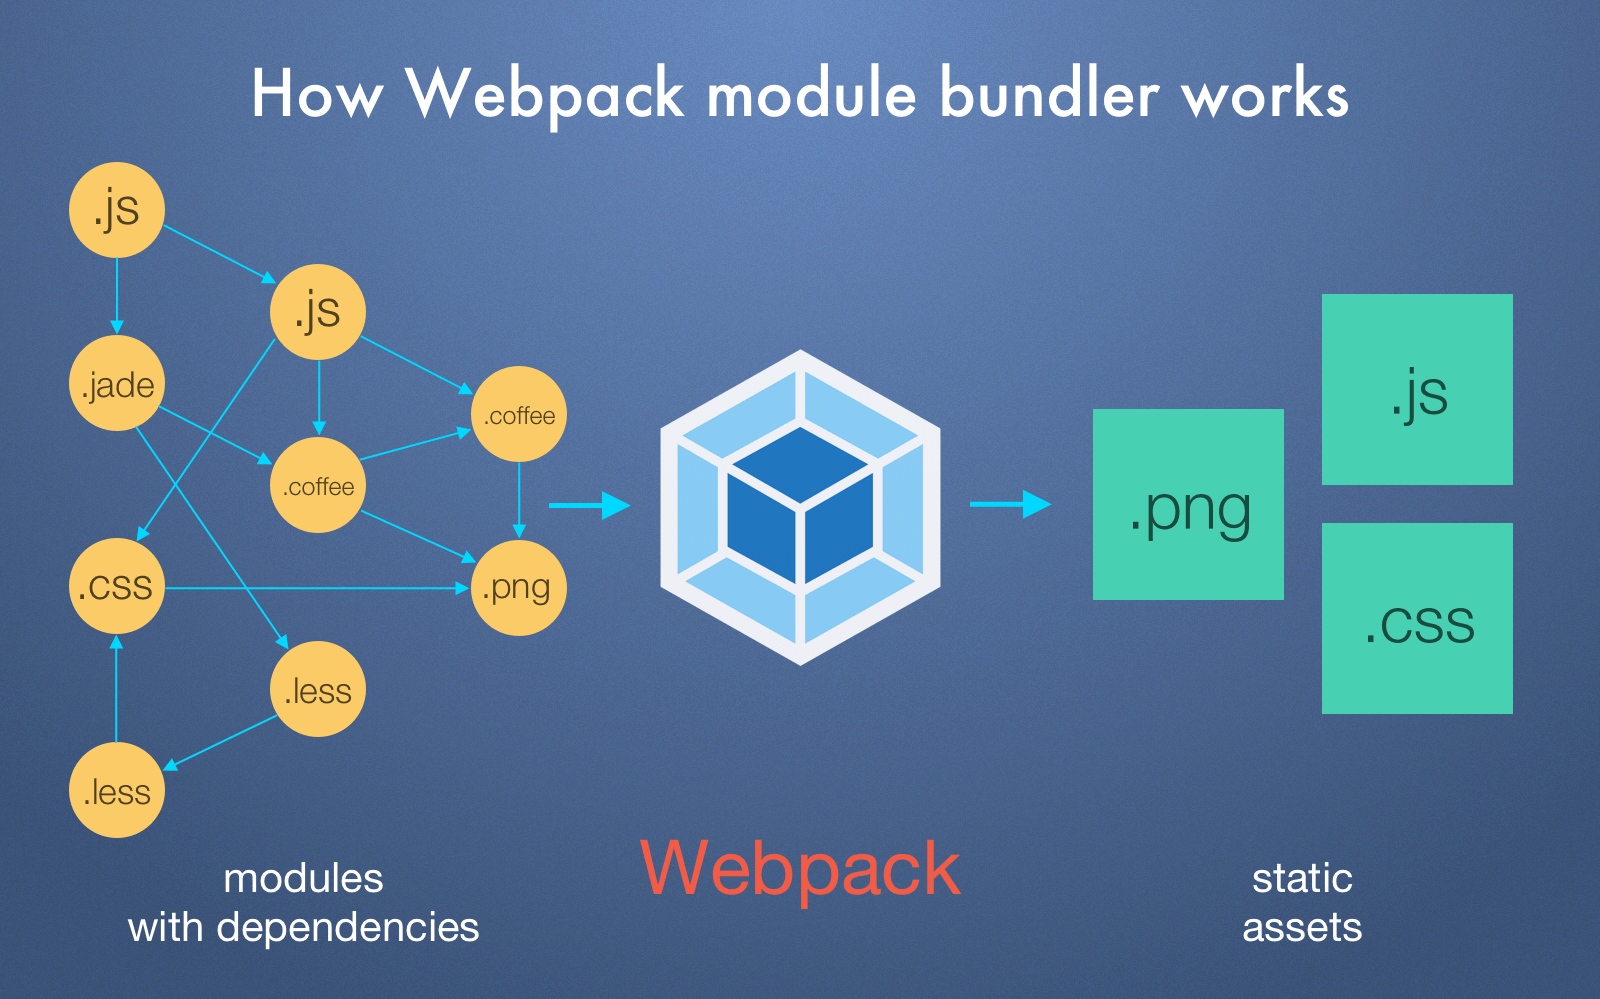 How Webpack module bundler works
.js
.js
.jade
.coffee
.coffee
.css
.png
.less
.less
modules
with dependencies
Webpack
.png
.js
.css
static
assets